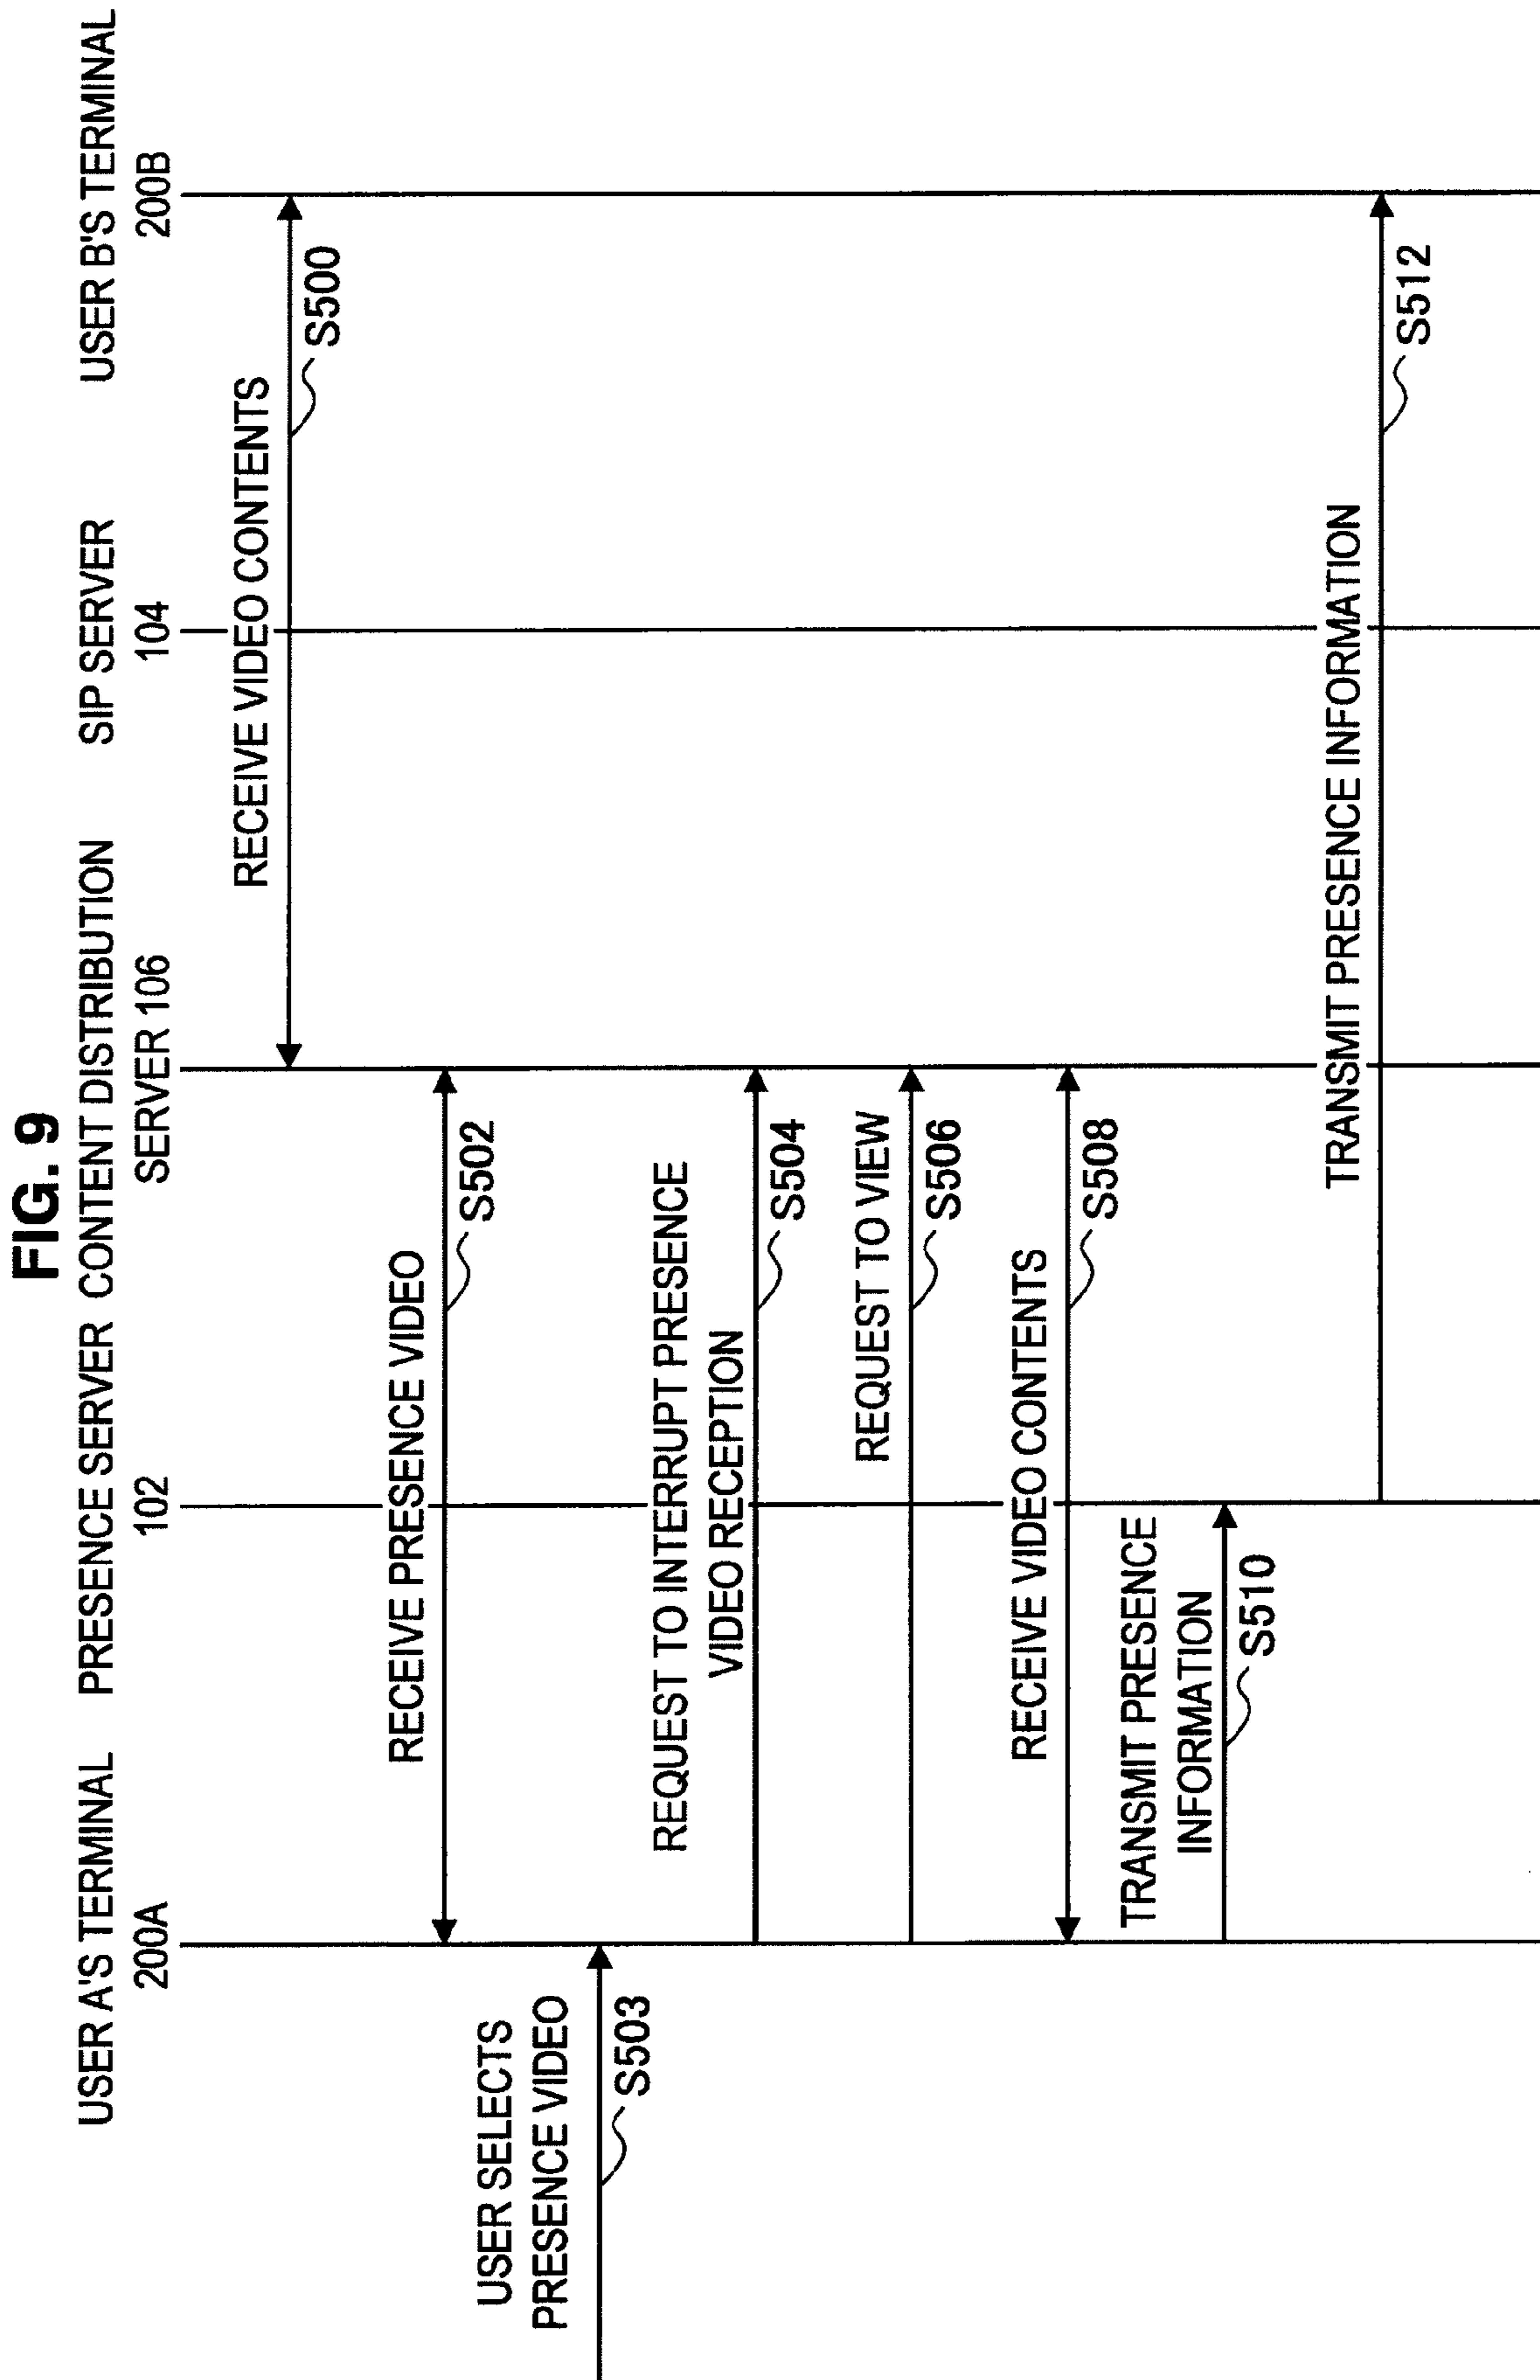 FIG. 9
USER A'S TERMINAL
200A
PRESENCE SERVER
102
CONTENT DISTRIBUTION
SERVER 106
SIP SERVER
104
USER B'S TERMINAL
200B
RECEIVE VIDEO CONTENTS
S500
RECEIVE PRESENCE VIDEO
S502
USER SELECTS
PRESENCE VIDEO
S503
REQUEST TO INTERRUPT PRESENCE
VIDEO RECEPTION
S504
REQUEST TO VIEW
S506
RECEIVE VIDEO CONTENTS
S508
TRANSMIT PRESENCE
INFORMATION
S510
TRANSMIT PRESENCE INFORMATION
S512